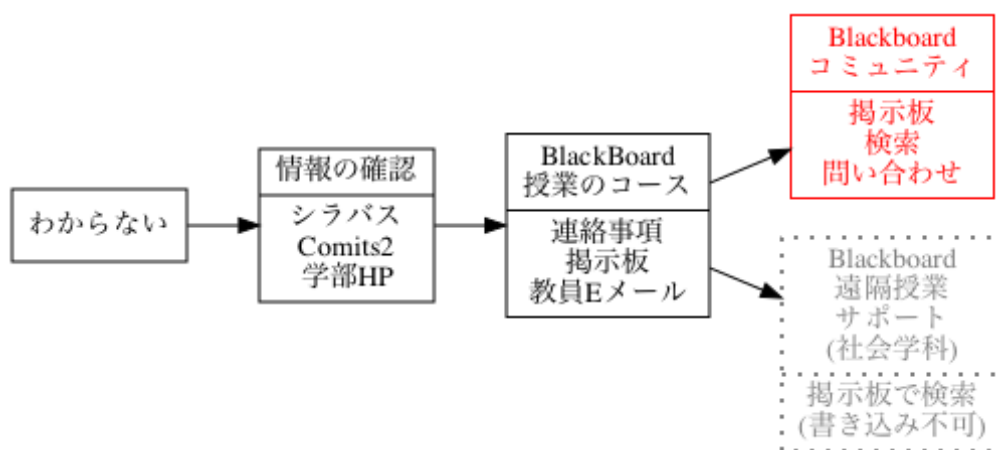 わからない
情報の確認
シラバス
Comits2
学部HP
BlackBoard
授業のコース
連絡事項
掲示板
教員Eメール
Blackboard
コミュニティ
掲示板
検索
問い合わせ
Blackboard
遠隔授業
サポート
(社会学科)
掲示板で検索
(書き込み不可)